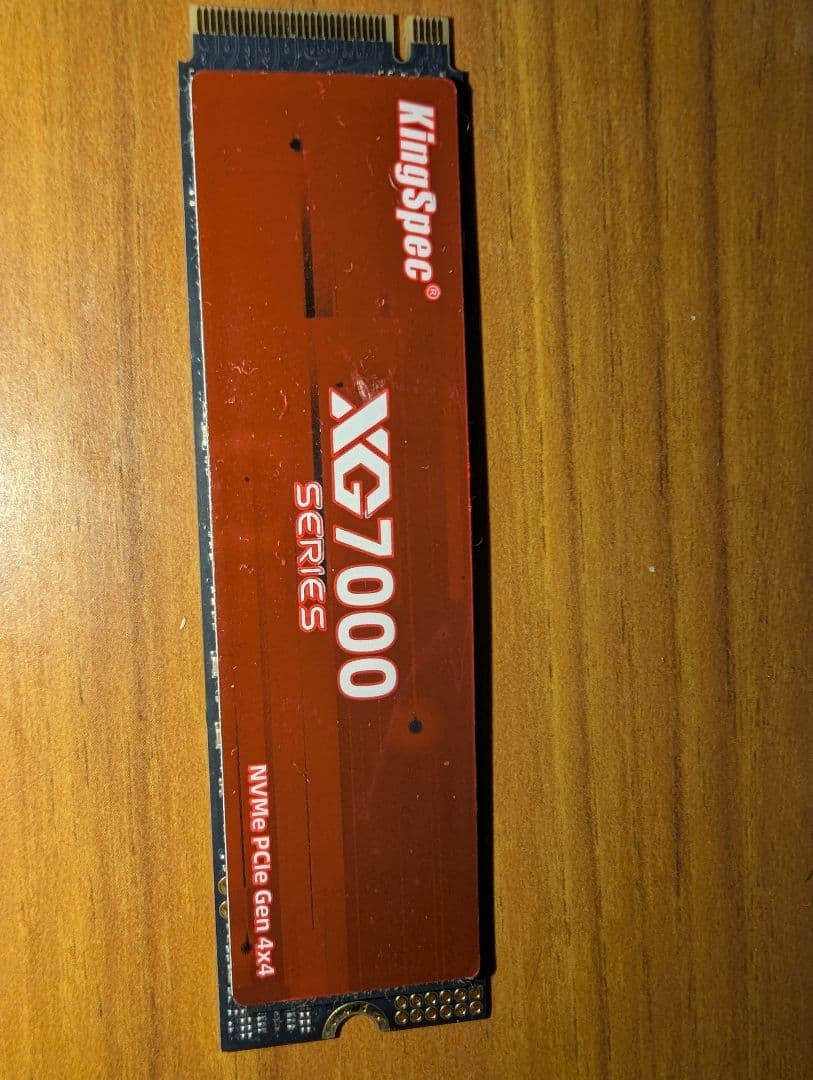 KingSpec®
XG7000
SERIES
NVMe PCIe Gen 4x4